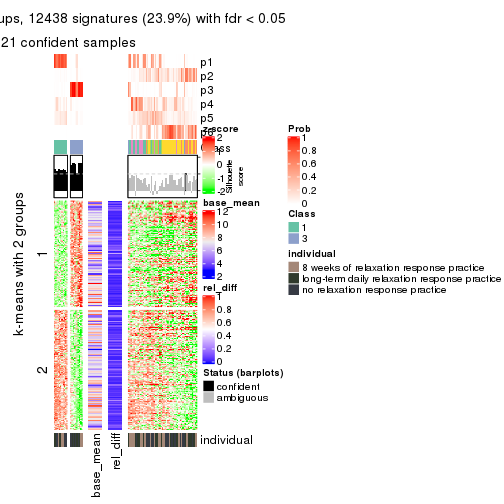 ups, 12438 signatures (23.9%) with fdr < 0.05
21 confident samples
p1
p2
p3
p4
p5
p6
Class
Silhouette
score
k-means with 2 groups
1
2
base_mean
rel_diff
individual
z-score
2
1
0
-1
-2
base_mean
12
10
8
6
4
2
rel_diff
1
0.8
0.6
0.4
0.2
0
Status (barplots)
confident
ambiguous
Prob
1
0.8
0.6
0.4
0.2
0
Class
1
3
individual
8 weeks of relaxation response practice
long-term daily relaxation response practice
no relaxation response practice